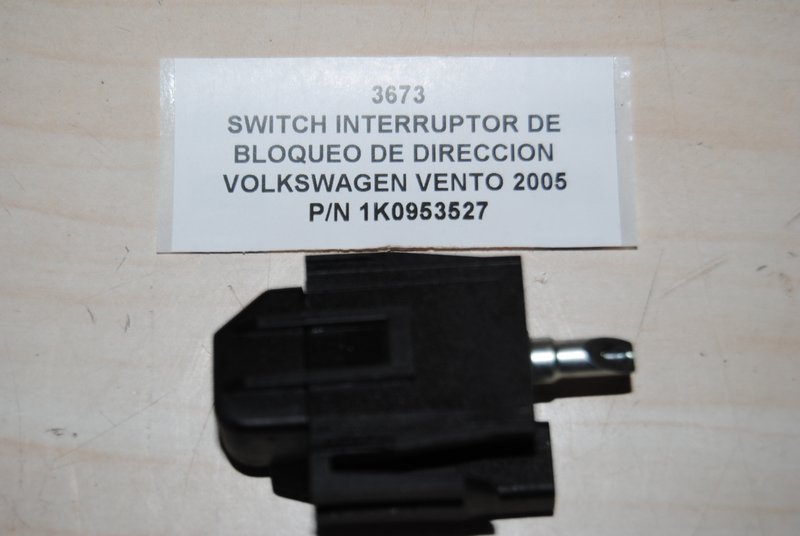 3673
SWITCH INTERRUPTOR DE
BLOQUEO DE DIRECCION
VOLKSWAGEN VENTO 2005
P/N 1K0953527